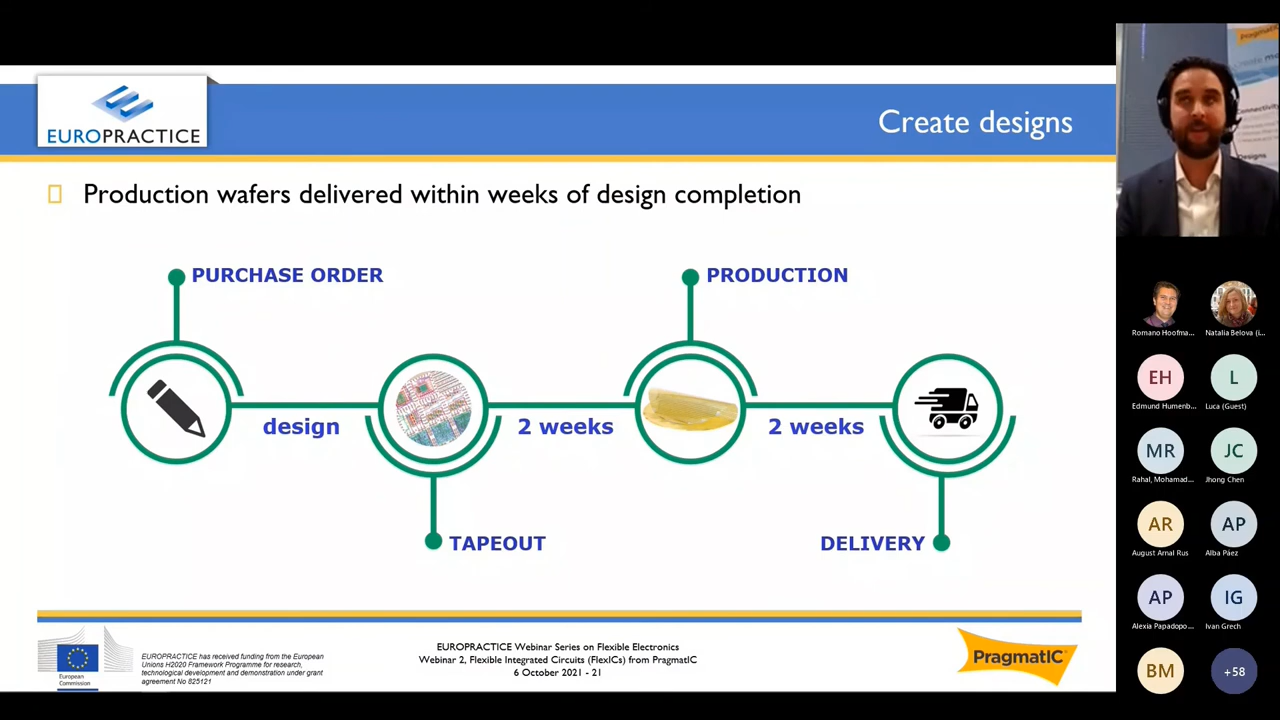 EUROPRACTICE
Create designs
Production wafers delivered within weeks of design completion
PURCHASE ORDER
PRODUCTION
design
2 weeks
2 weeks
TAPEOUT
DELIVERY
European
Commission
EUROPRACTICE has received funding from the European
Unions H2020 Framework Programme for research,
technological development and demonstration under grant
agreement No 825121
EUROPRACTICE Webinar Series on Flexible Electronics
Webinar 2, Flexible Integrated Circuits (FlexICs) from PragmatIC
6 October 2021 - 21
PragmatIC
Connectivity
Designs
Romano Hoofma...
Natalia Belova (i...
EH
Edmund Humenb...
L
Luca (Guest)
MR
Rahal, Mohamad...
JC
Jhong Chen
AR
August Arnal Rus
AP
Alba Páez
AP
Alexia Papadopo...
IG
Ivan Grech
BM
+58